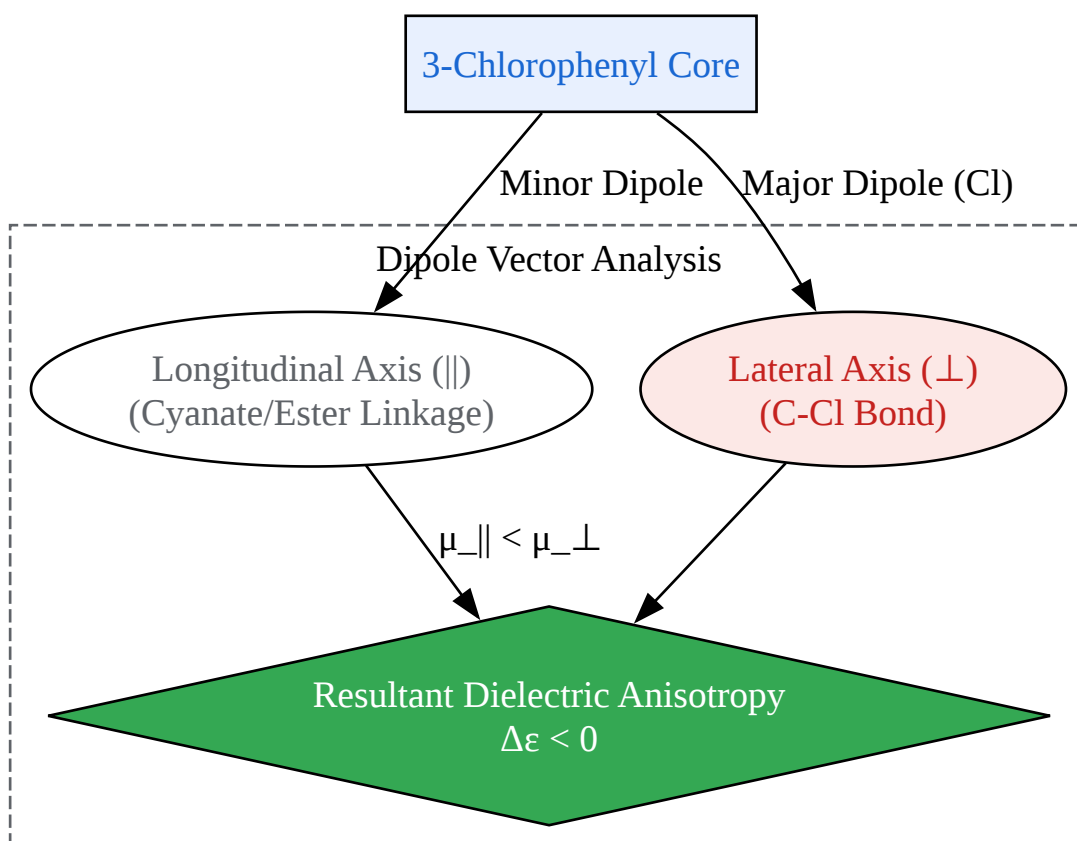 3-Chlorophenyl Core
Minor Dipole
Major Dipole (Cl)
Dipole Vector Analysis
Longitudinal Axis (||)
(Cyanate/Ester Linkage)
Lateral Axis (⊥)
(C-Cl Bond)
μ_|| < μ_⊥
Resultant Dielectric Anisotropy
Δε < 0